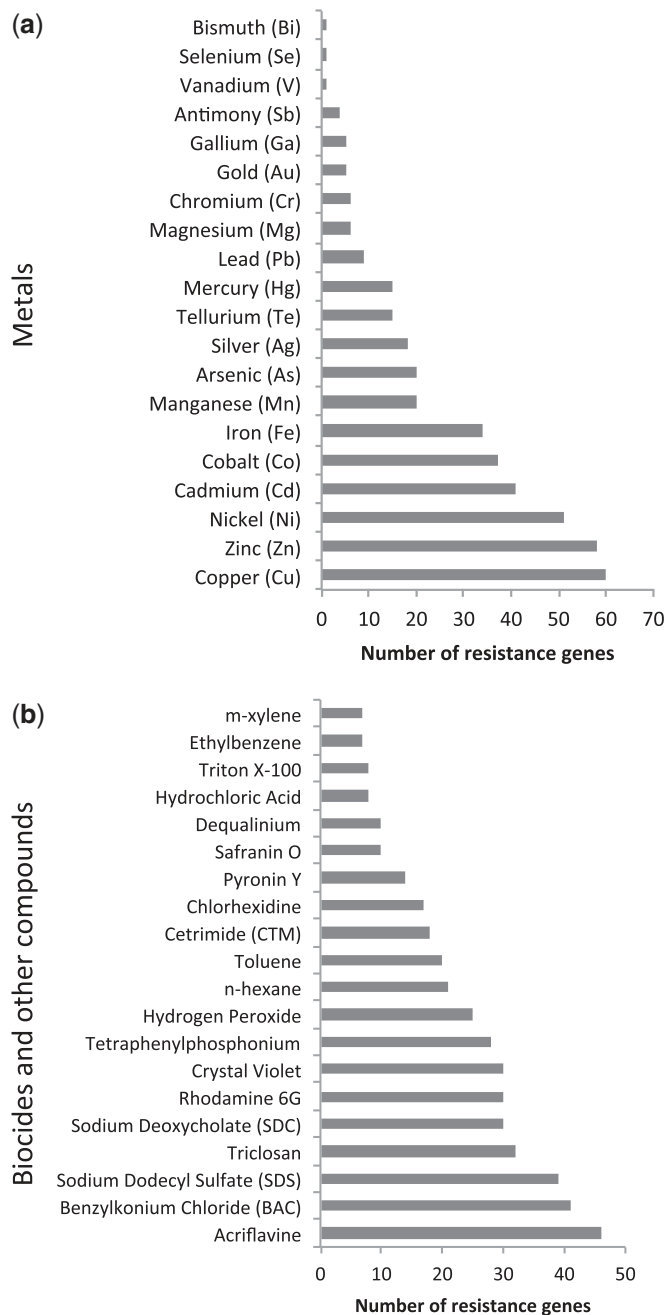 (a)
Metals
Bismuth (Bi)
Selenium (Se)
Vanadium (V)
Antimony (Sb)
Gallium (Ga)
Gold (Au)
Chromium (Cr)
Magnesium (Mg)
Lead (Pb)
Mercury (Hg)
Tellurium (Te)
Silver (Ag)
Arsenic (As)
Manganese (Mn)
Iron (Fe)
Cobalt (Co)
Cadmium (Cd)
Nickel (Ni)
Zinc (Zn)
Copper (Cu)
0 10 20 30 40 50 60 70
Number of resistance genes
(b)
Biocides and other compounds
m-xylene
Ethylbenzene
Triton X-100
Hydrochloric Acid
Dequalinium
Safranin O
Pyronin Y
Chlorhexidine
Cetrimide (CTM)
Toluene
n-hexane
Hydrogen Peroxide
Tetraphenylphosphonium
Crystal Violet
Rhodamine 6G
Sodium Deoxycholate (SDC)
Triclosan
Sodium Dodecyl Sulfate (SDS)
Benzylkonium Chloride (BAC)
Acriflavine
0 10 20 30 40 50
Number of resistance genes